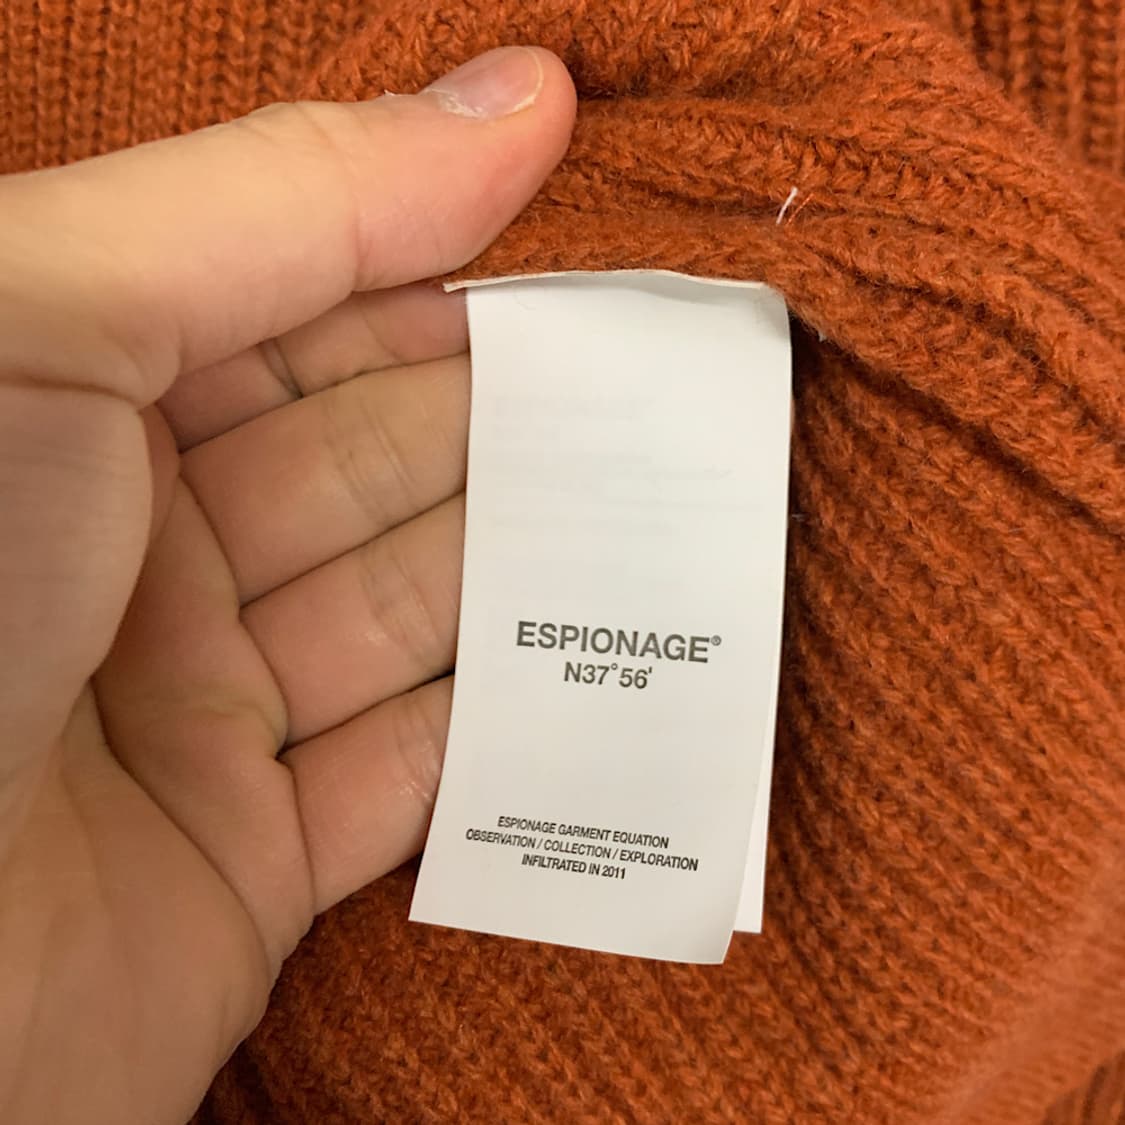 ESPIONAGE®
N37°56'
ESPIONAGE GARMENT EQUATION
OBSERVATION / COLLECTION / EXPLORATION
INFILTRATED IN 2011